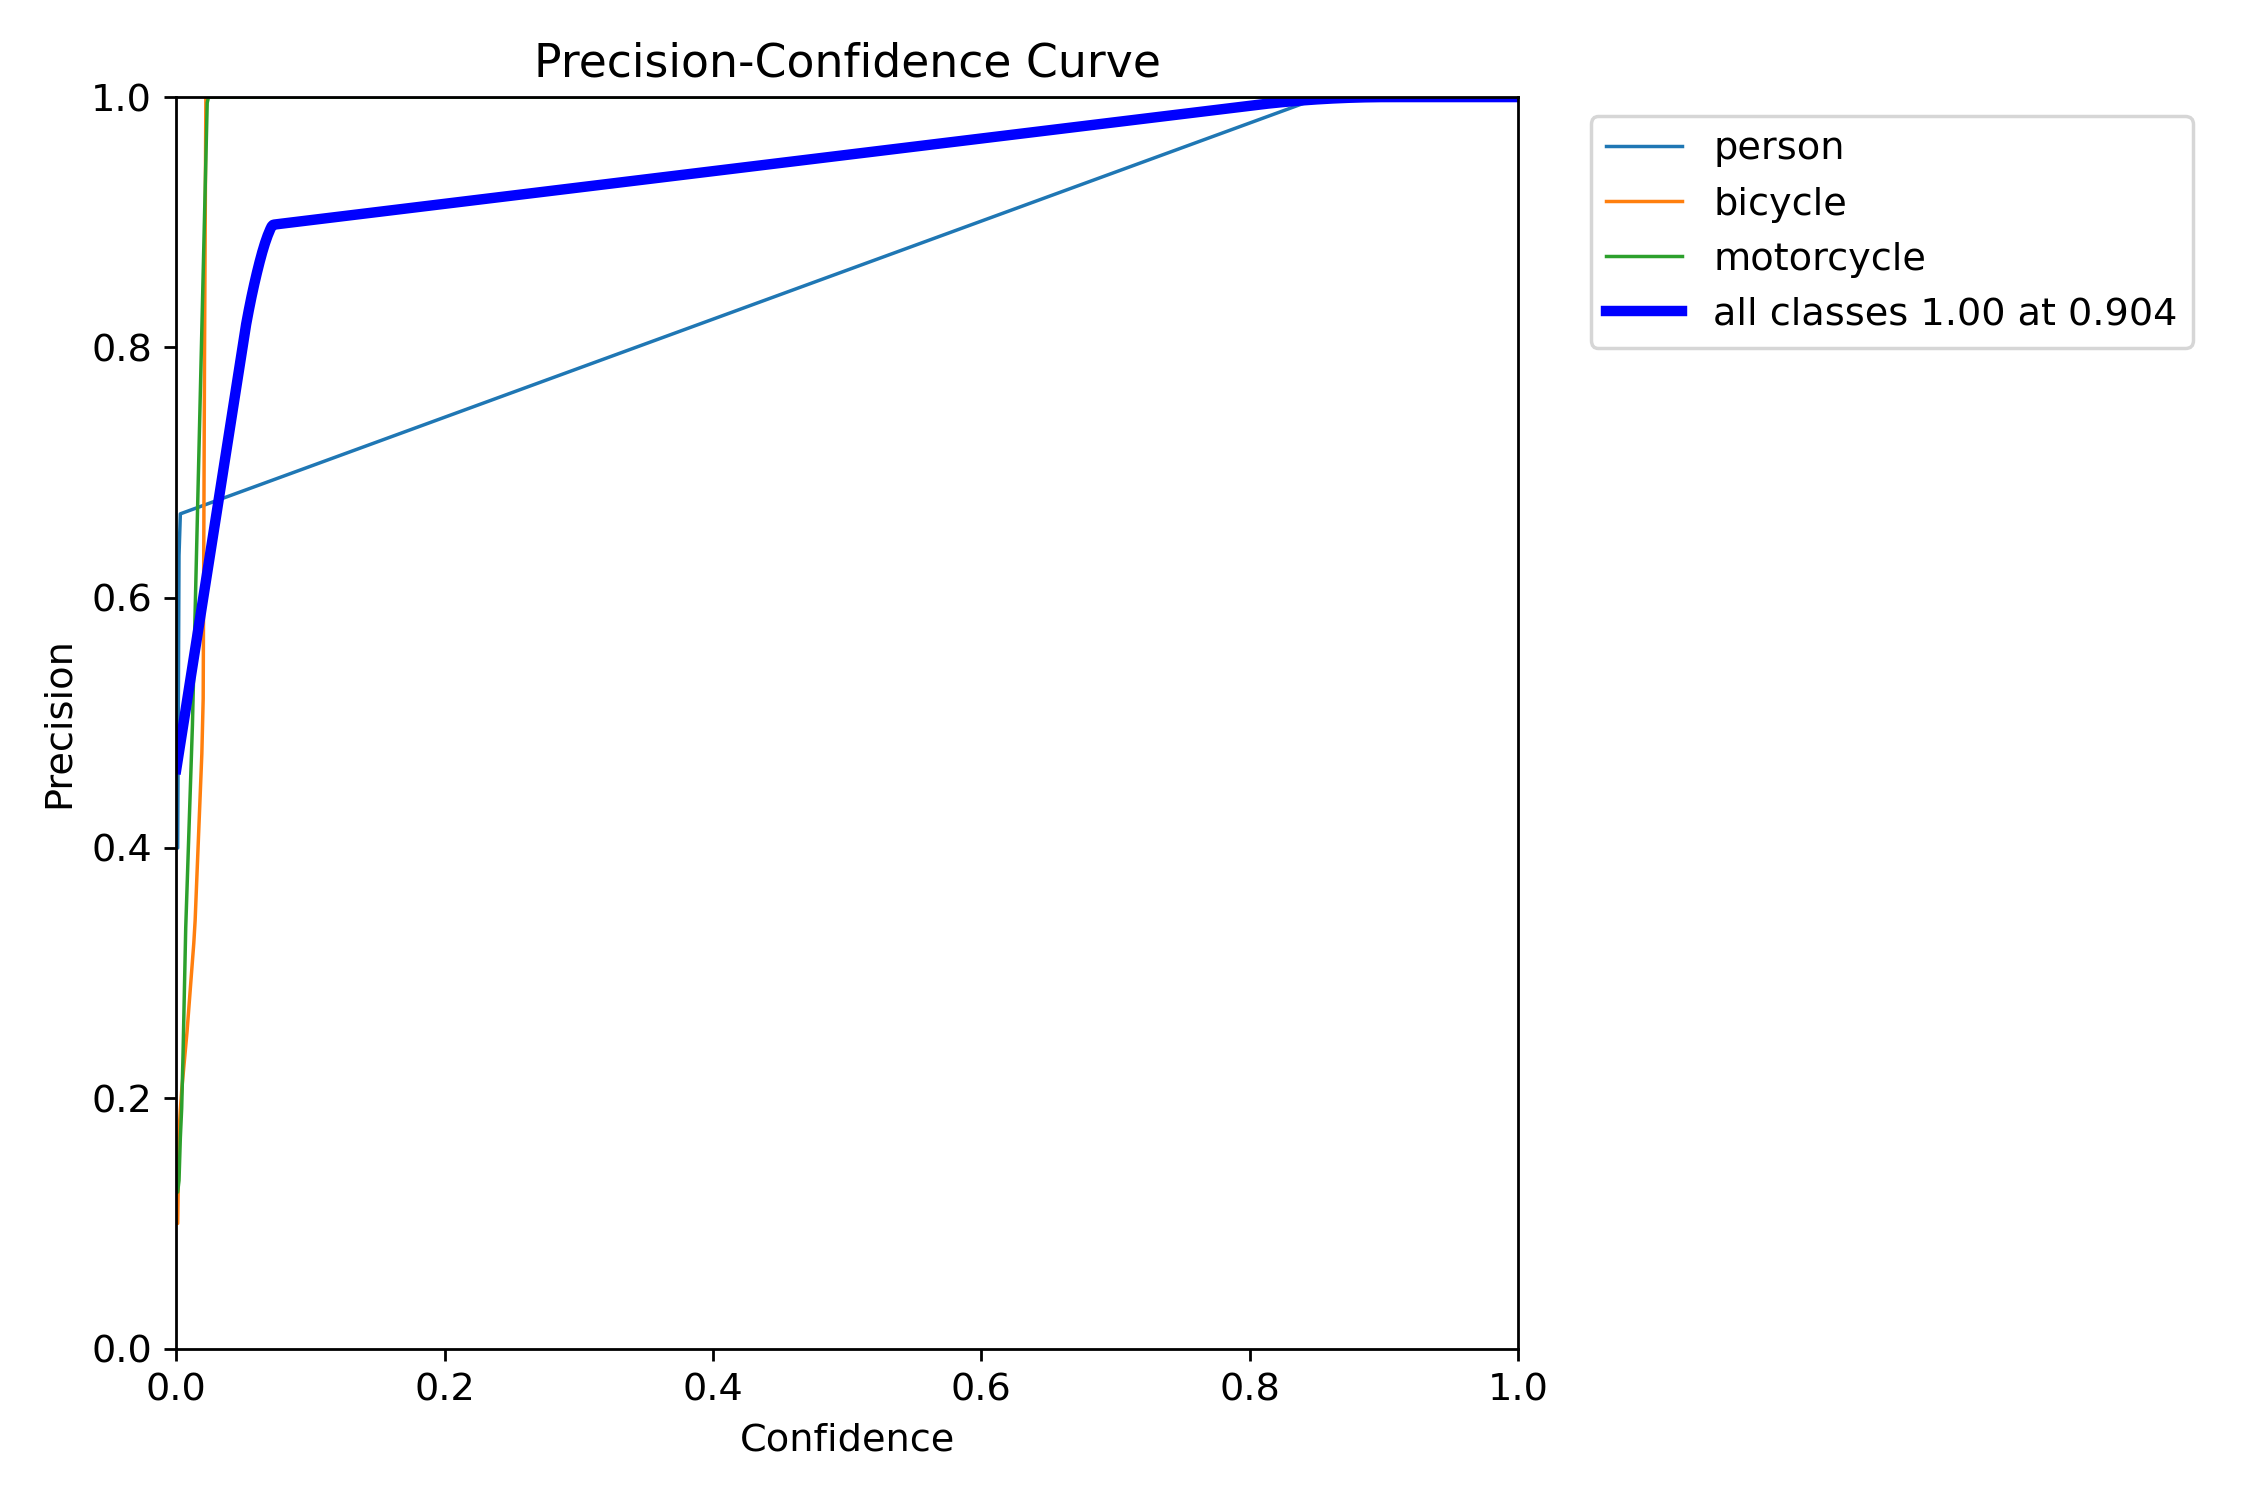 Precision-Confidence Curve
1.0
0.8
0.6
0.4
0.2
0.0
Precision
0.0 0.2 0.4 0.6 0.8 1.0
Confidence
person
bicycle
motorcycle
all classes 1.00 at 0.904